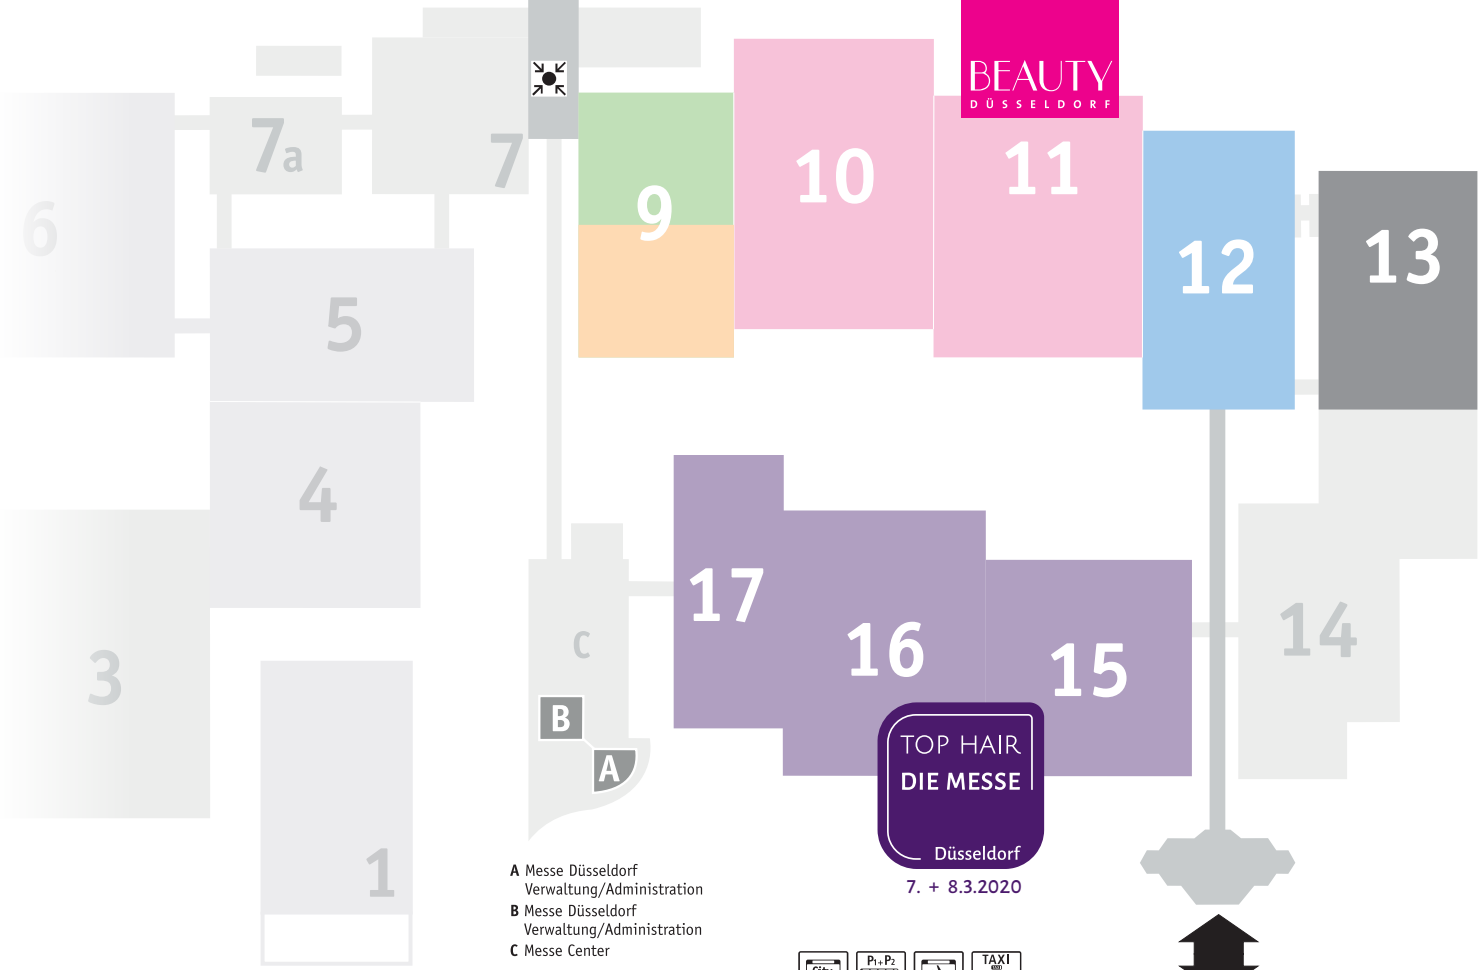 BEAUTY
DÜSSELDORF
7a
7
6
9
10
11
12
13
5
4
3
1
17
16
15
14
C
B
A
TOP HAIR
DIE MESSE
Düsseldorf
7. + 8.3.2020
A Messe Düsseldorf
Verwaltung/Administration
B Messe Düsseldorf
Verwaltung/Administration
C Messe Center
P1+P2
TAXI